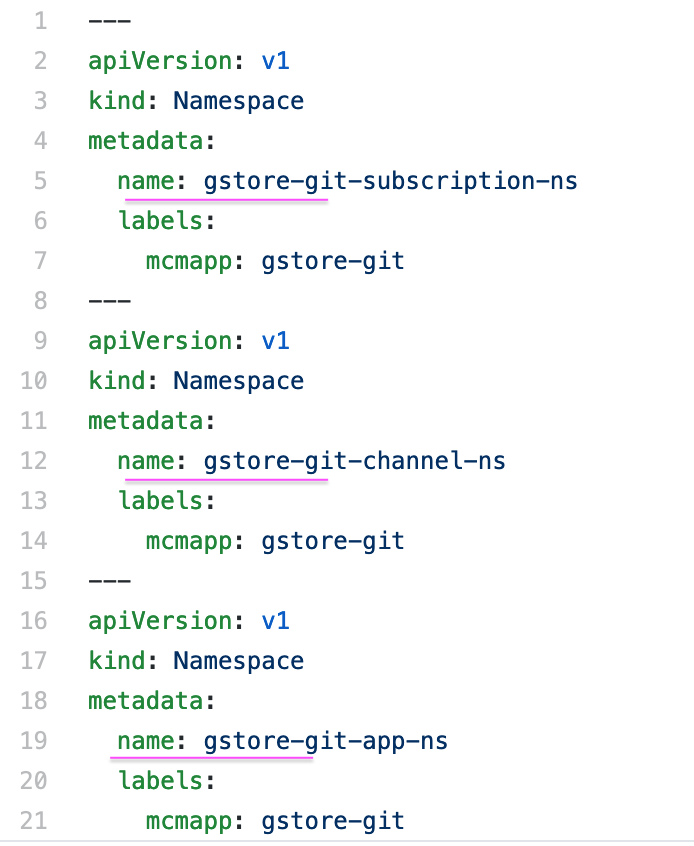 1 ---
2 apiVersion: v1
3 kind: Namespace
4 metadata:
5   name: gstore-git-subscription-ns
6   labels:
7     mcmapp: gstore-git
8 ---
9 apiVersion: v1
10 kind: Namespace
11 metadata:
12   name: gstore-git-channel-ns
13   labels:
14     mcmapp: gstore-git
15 ---
16 apiVersion: v1
17 kind: Namespace
18 metadata:
19   name: gstore-git-app-ns
20   labels:
21     mcmapp: gstore-git